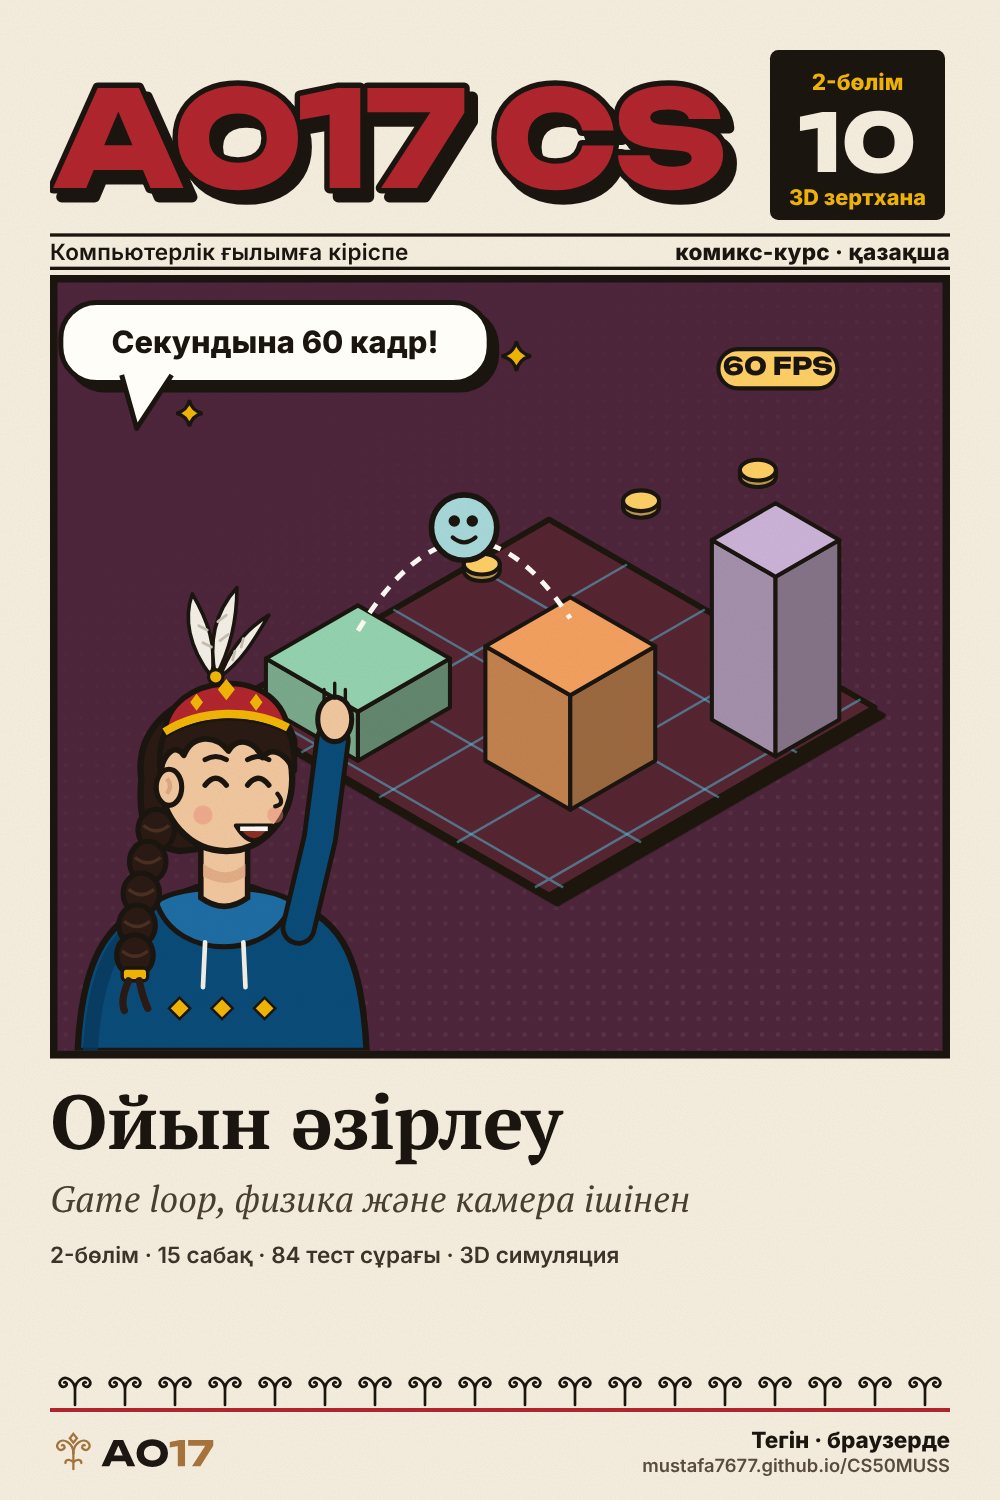 AO17 CS
2-бөлім
10
3D зертхана
Компьютерлік ғылымға кіріспе
комикс-курс · қазақша
Секундына 60 кадр!
60 FPS
Ойын әзірлеу
Game loop, физика және камера ішінен
2-бөлім · 15 сабақ · 84 тест сұрағы · 3D симуляция
AO17
Тегін · браузерде
mustafa7677.github.io/CS50MUSS